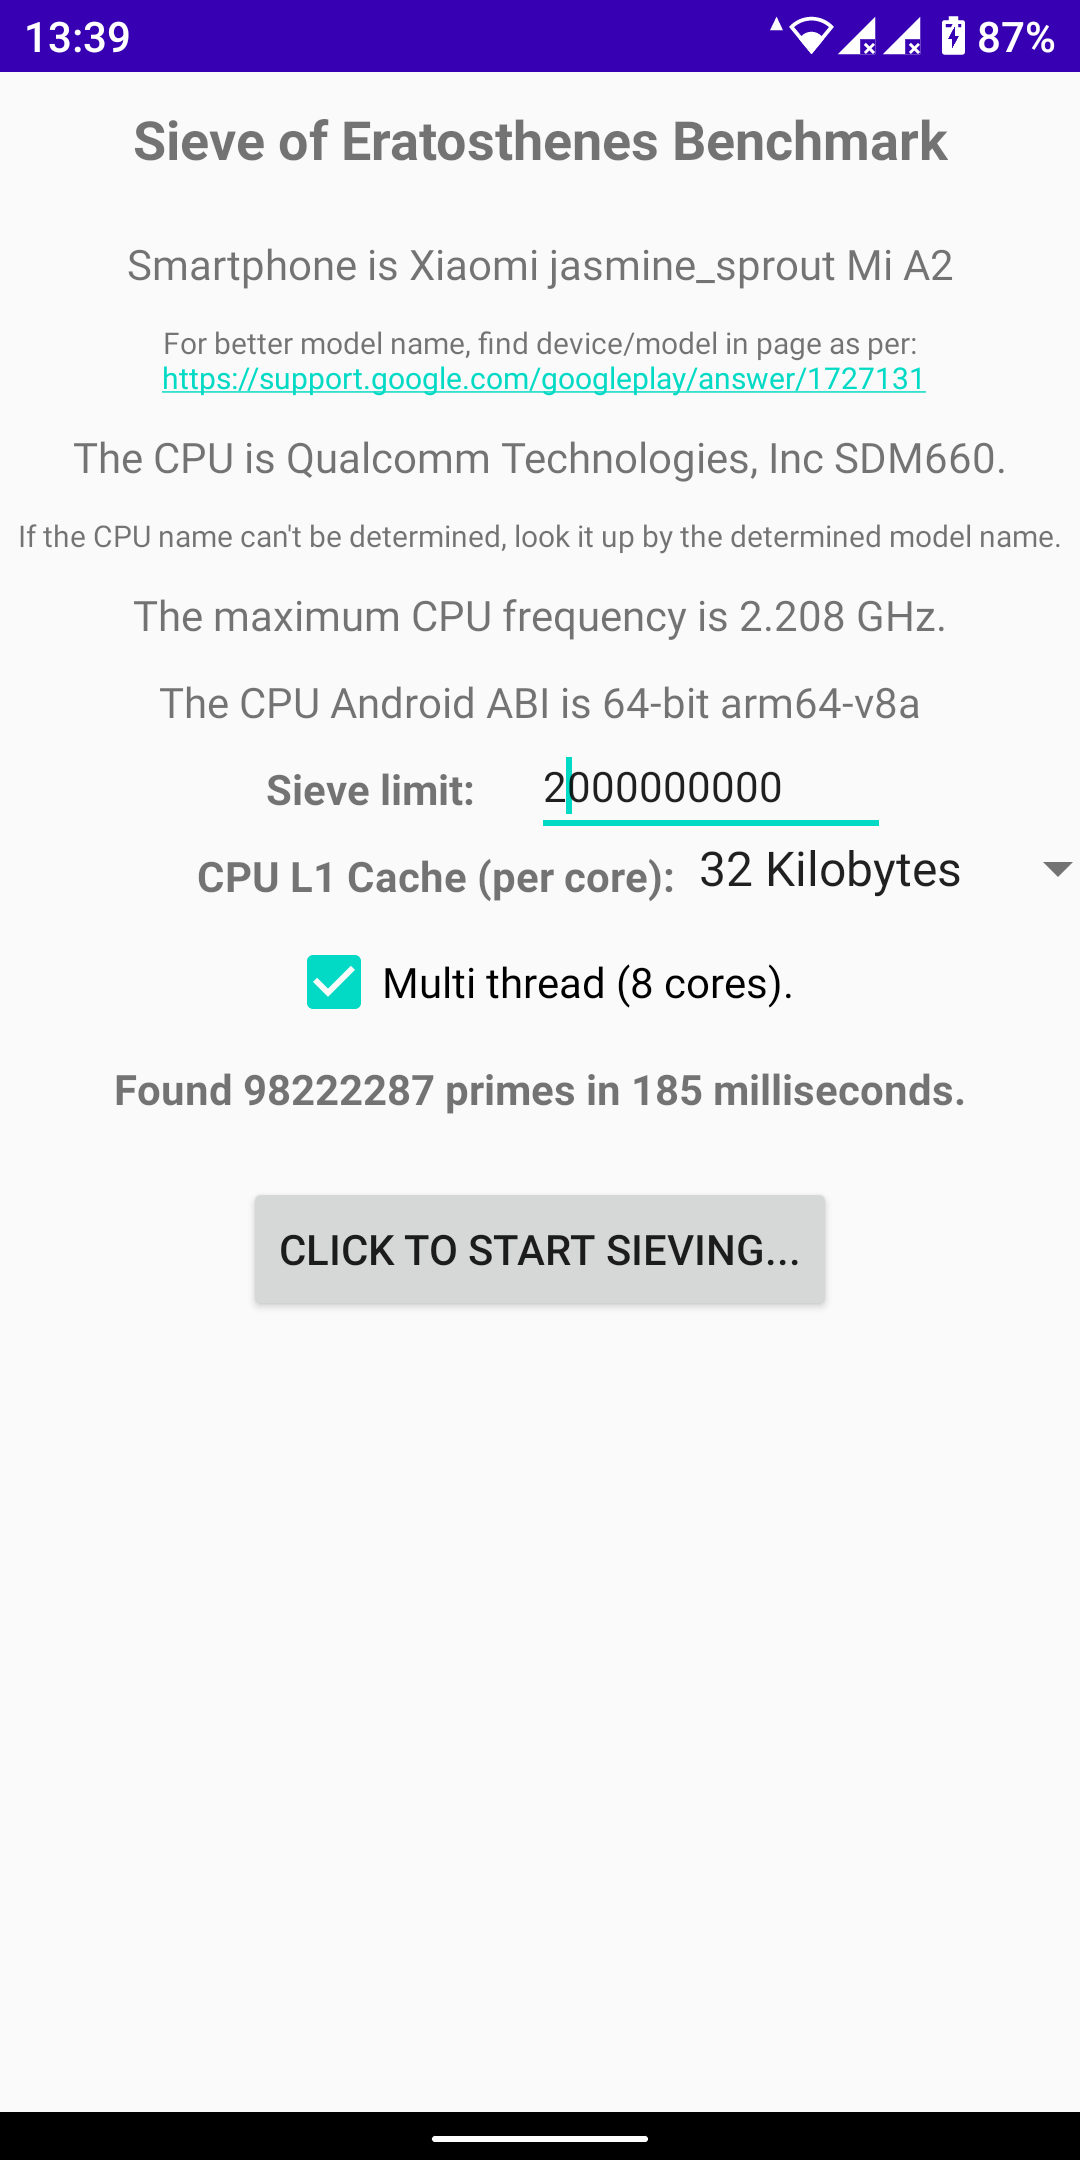 13:39
87%
Sieve of Eratosthenes Benchmark
Smartphone is Xiaomi jasmine_sprout Mi A2
For better model name, find device/model in page as per:
https://support.google.com/googleplay/answer/1727131
The CPU is Qualcomm Technologies, Inc SDM660.
If the CPU name can't be determined, look it up by the determined model name.
The maximum CPU frequency is 2.208 GHz.
The CPU Android ABI is 64-bit arm64-v8a
Sieve limit: 2000000000
CPU L1 Cache (per core): 32 Kilobytes
Multi thread (8 cores).
Found 98222287 primes in 185 milliseconds.
CLICK TO START SIEVING...